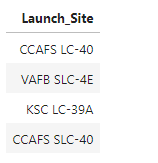 Launch_Site
CCAFS LC-40
VAFB SLC-4E
KSC LC-39A
CCAFS SLC-40